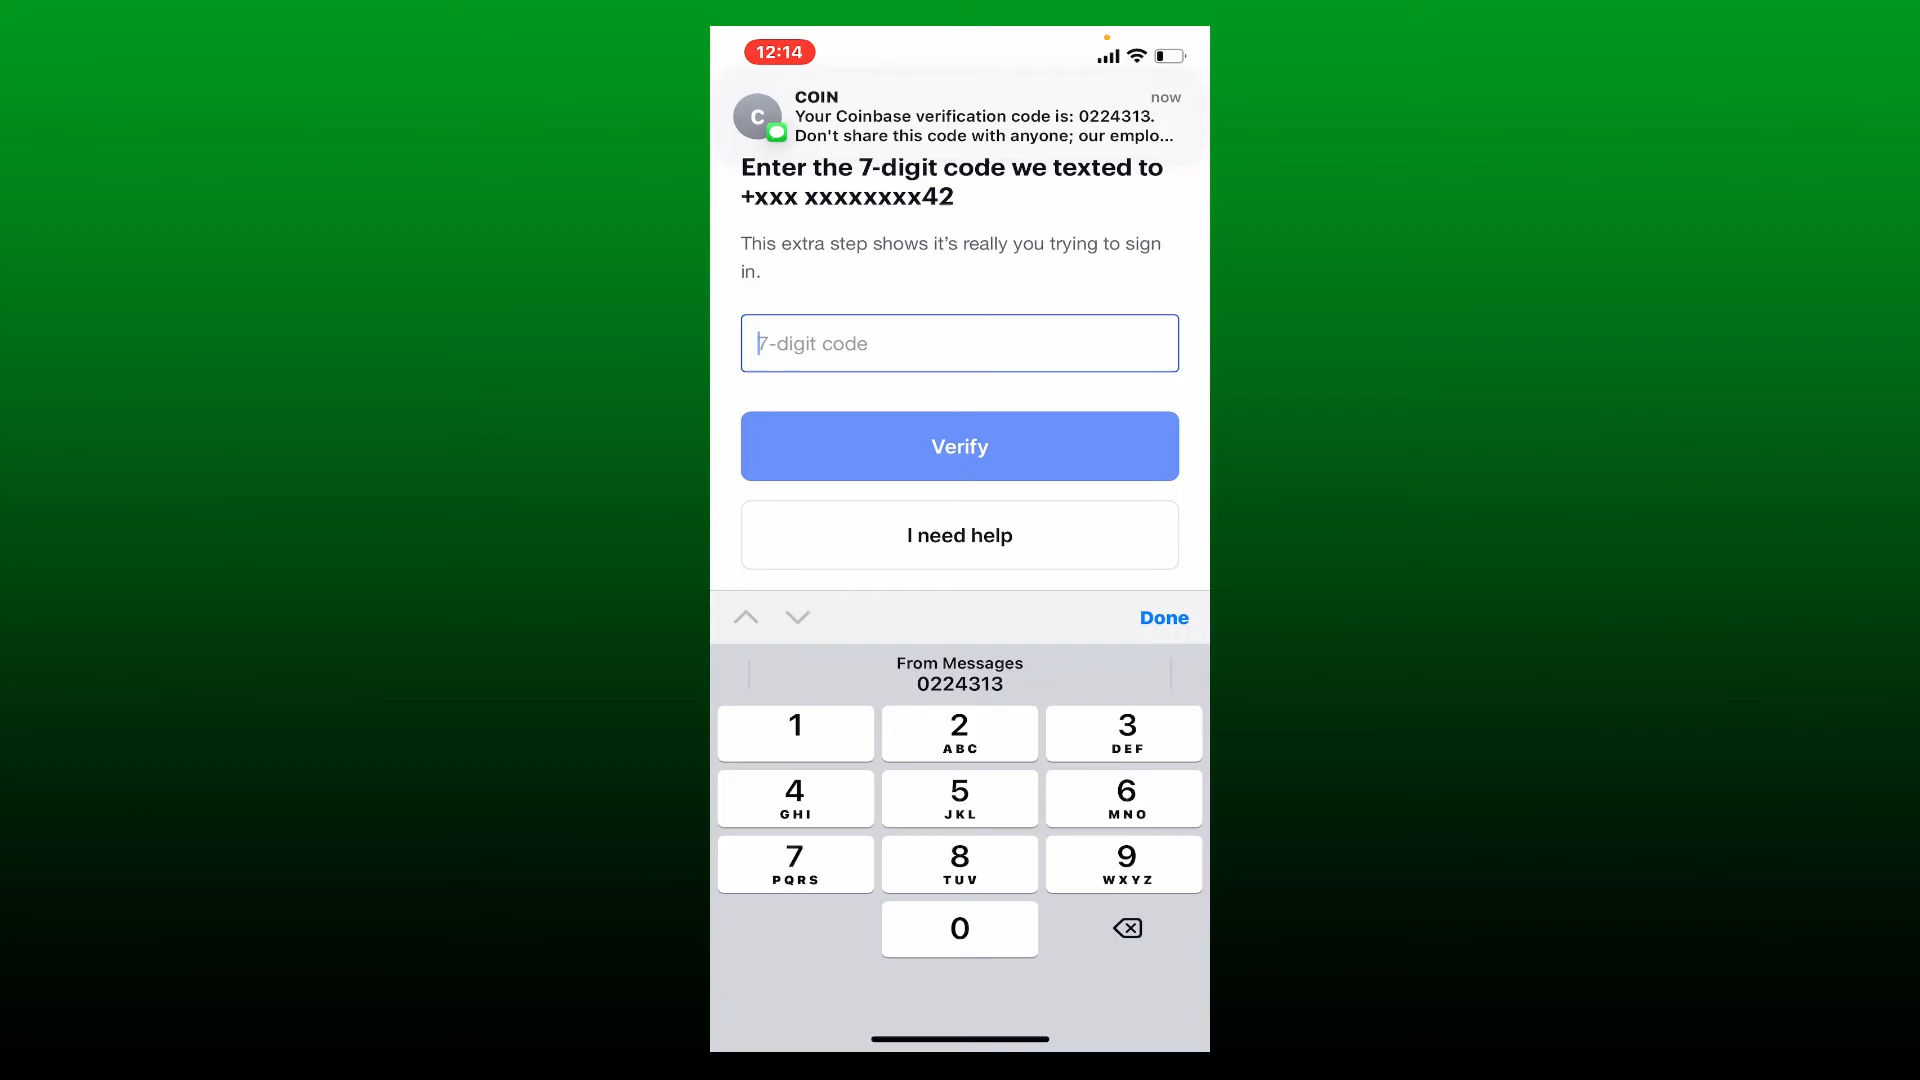 12:14
COIN
now
C
Your Coinbase verification code is: 0224313.
Don't share this code with anyone; our emplo...
Enter the 7-digit code we texted to
+xxx xxxxxxxx42
This extra step shows it’s really you trying to sign
in.
7-digit code
Verify
I need help
Done
From Messages
0224313
1
2
ABC
3
DEF
4
GHI
5
JKL
6
MNO
7
PQRS
8
TUV
9
WXYZ
0